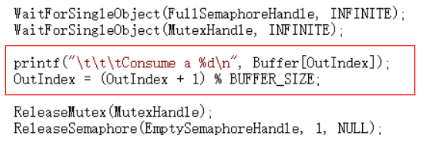 WaitForSingleObject(FullSemaphoreHandle, INFINITE);
WaitForSingleObject(MutexHandle, INFINITE);
printf("\t\t\tConsume a %d\n", Buffer[OutIndex]);
OutIndex = (OutIndex + 1) % BUFFER_SIZE;
ReleaseMutex(MutexHandle);
ReleaseSemaphore(EmptySemaphoreHandle, 1, NULL);